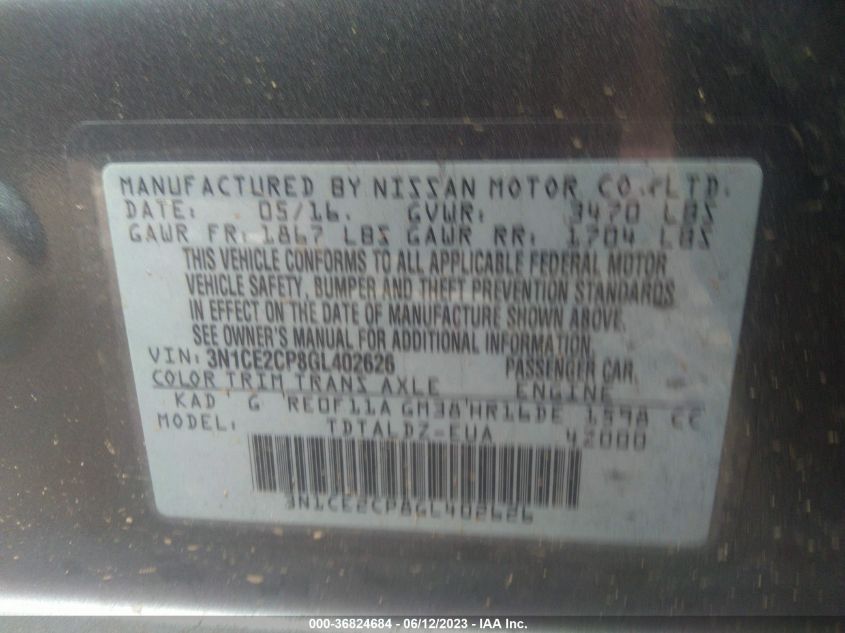 MANUFACTURED BY NISSAN MOTOR CO.,LTD.
DATE: 05/16. GVWR: 3470 LBS
GAWR FR: 1867 LBS GAWR RR: 1704 LBS
THIS VEHICLE CONFORMS TO ALL APPLICABLE FEDERAL MOTOR
VEHICLE SAFETY, BUMPER AND THEFT PREVENTION STANDARDS
IN EFFECT ON THE DATE OF MANUFACTURE SHOWN ABOVE.
SEE OWNER'S MANUAL FOR ADDITIONAL INFORMATION.
VIN: 3N1CE2CP8GL402626 PASSENGER CAR
COLOR TRIM TRANS AXLE ENGINE
KAD G RE0F11A GM38 HR16DE 1598 CC
MODEL: TDTALDZ-EUA 42000
3N1CE2CP8GL402626
000-36824684 - 06/12/2023 - IAA Inc.